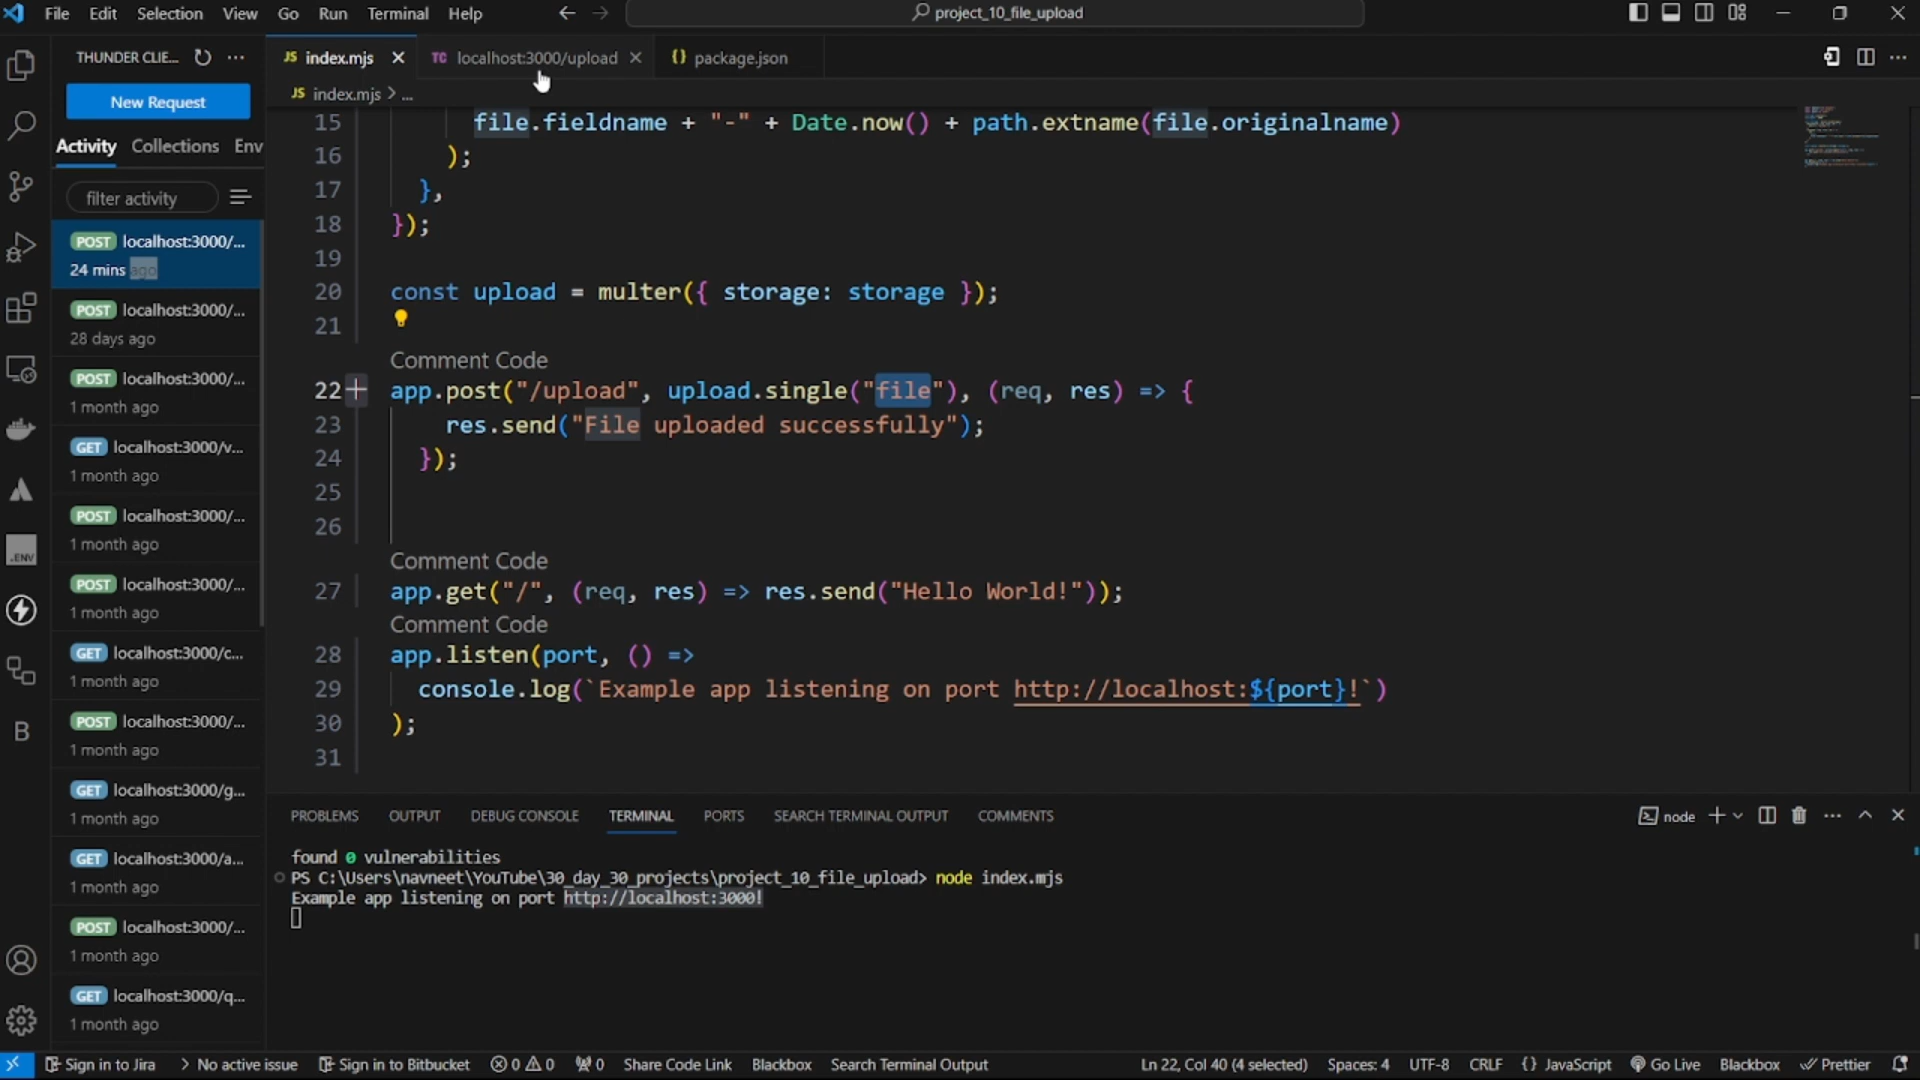 File Edit Selection View Go Run Terminal Help
project_10_file_upload
THUNDER CLIE...
JS index.mjs
TC localhost:3000/upload
{} package.json
New Request
JS index.mjs > ...
Activity Collections Env
filter activity
POST localhost:3000/...
24 mins ago
POST localhost:3000/...
28 days ago
POST localhost:3000/...
1 month ago
GET localhost:3000/v...
1 month ago
POST localhost:3000/...
1 month ago
POST localhost:3000/...
1 month ago
GET localhost:3000/c...
1 month ago
POST localhost:3000/...
1 month ago
GET localhost:3000/g...
1 month ago
GET localhost:3000/a...
1 month ago
POST localhost:3000/...
1 month ago
GET localhost:3000/q...
1 month ago
.ENV
B
15 file.fieldname + "-" + Date.now() + path.extname(file.originalname)
16 );
17 },
18 });
19
20 const upload = multer({ storage: storage });
21
Comment Code
22 app.post("/upload", upload.single("file"), (req, res) => {
23 res.send("File uploaded successfully");
24 });
25
26
Comment Code
27 app.get("/", (req, res) => res.send("Hello World!"));
Comment Code
28 app.listen(port, () =>
29 console.log(`Example app listening on port http://localhost:${port}!`)
30 );
31
PROBLEMS OUTPUT DEBUG CONSOLE TERMINAL PORTS SEARCH TERMINAL OUTPUT COMMENTS
node
found 0 vulnerabilities
PS C:\Users\navneet\YouTube\30_day_30_projects\project_10_file_upload> node index.mjs
Example app listening on port http://localhost:3000!
Sign in to Jira > No active issue Sign in to Bitbucket 0 0 0 Share Code Link Blackbox Search Terminal Output Ln 22, Col 40 (4 selected) Spaces: 4 UTF-8 CRLF {} JavaScript Go Live Blackbox Prettier